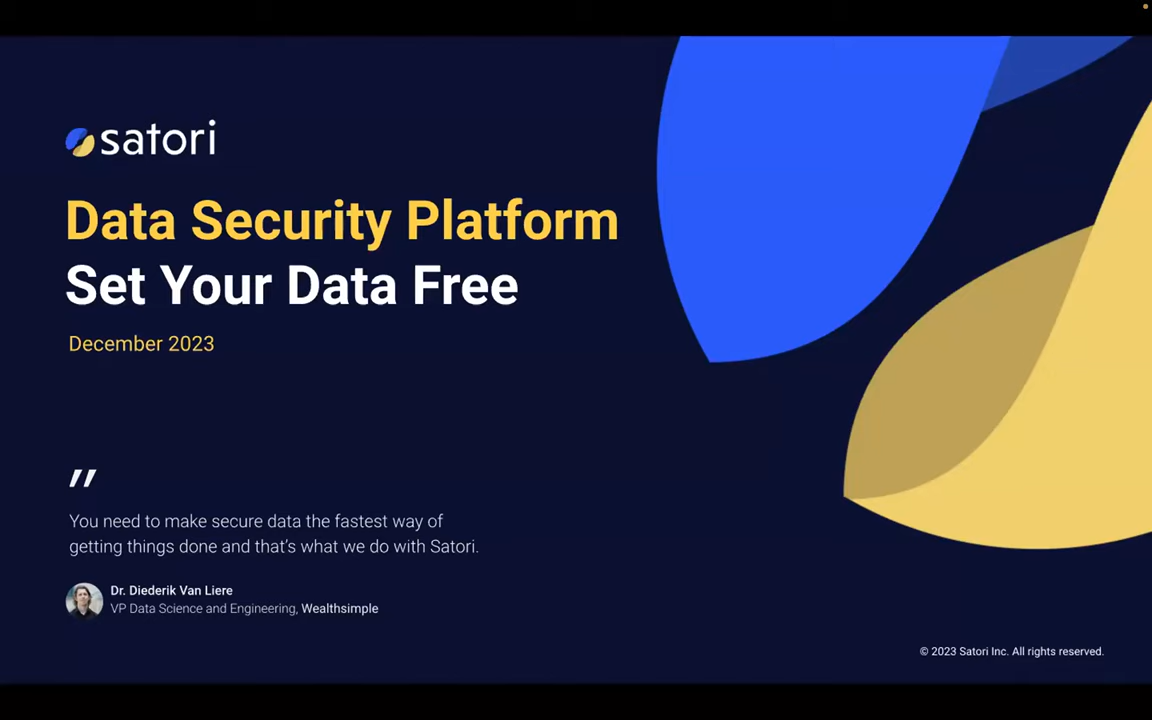 satori
Data Security Platform
Set Your Data Free
December 2023
"
You need to make secure data the fastest way of
getting things done and that’s what we do with Satori.
Dr. Diederik Van Liere
VP Data Science and Engineering, Wealthsimple
© 2023 Satori Inc. All rights reserved.